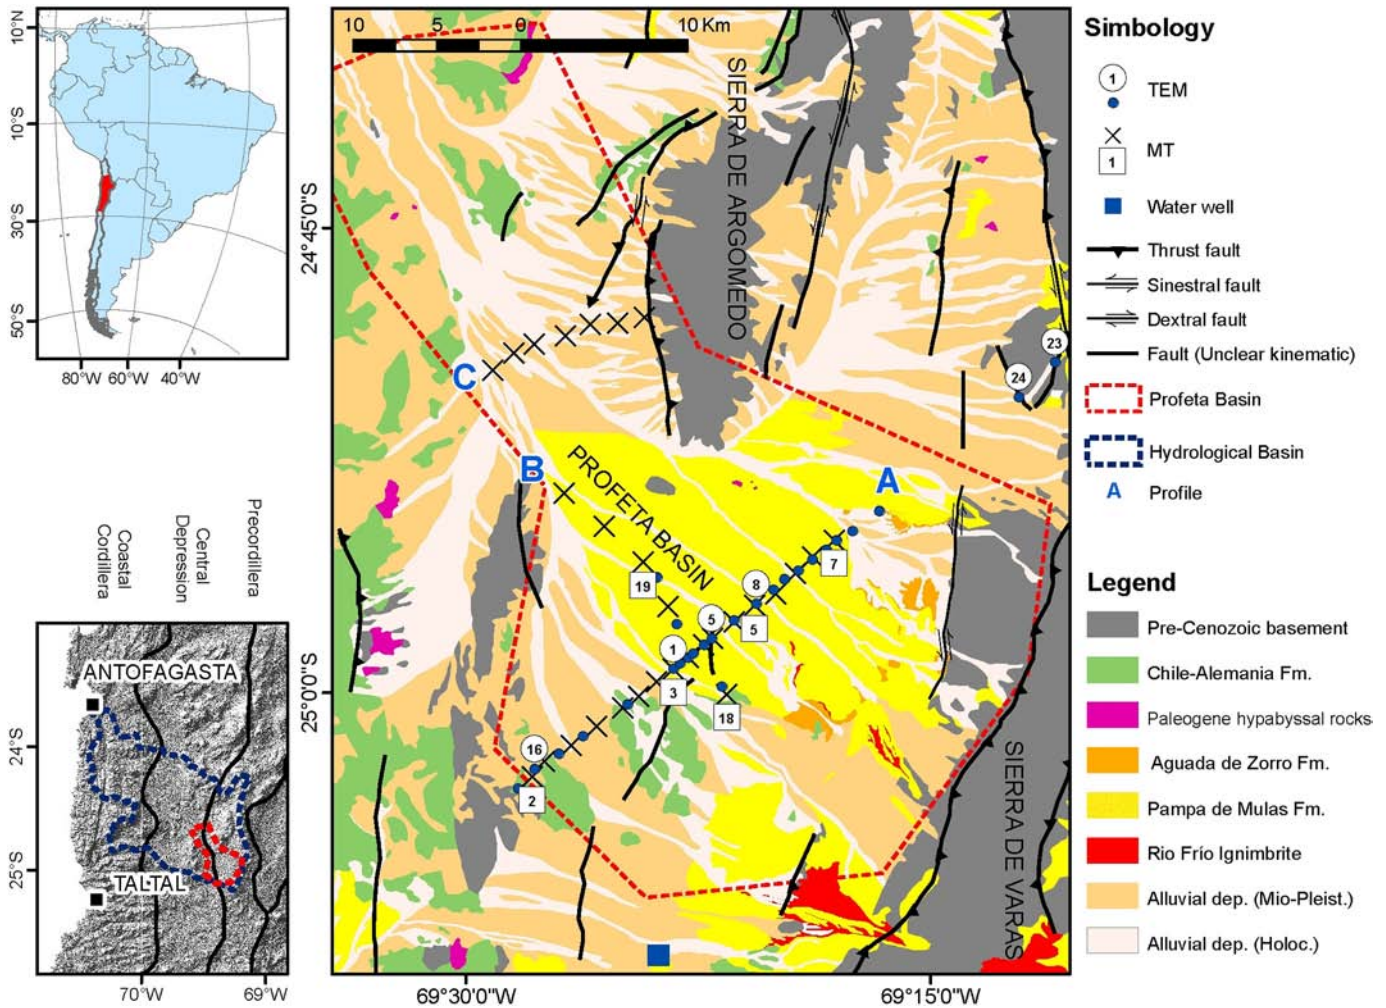 10°N
10°S
30°S
50°S
80°W 60°W 40°W
Precordillera
Central
Depression
Coastal
Cordillera
ANTOFAGASTA
TALTAL
24°S
25°S
70°W 69°W
10 5 0 10 Km
SIERRA DE ARGOMEDO
24°45'0"S
25°0'0"S
C
B
A
PROFETA BASIN
23
24
19
8
7
5
5
1
3
18
16
2
SIERRA DE VARAS
69°30'0"W 69°15'0"W
Simbology
1
TEM
MT
1
Water well
Thrust fault
Sinestral fault
Dextral fault
Fault (Unclear kinematic)
Profeta Basin
Hydrological Basin
A Profile
Legend
Pre-Cenozoic basement
Chile-Alemania Fm.
Paleogene hypabyssal rocks
Aguada de Zorro Fm.
Pampa de Mulas Fm.
Rio Frío Ignimbrite
Alluvial dep. (Mio-Pleist.)
Alluvial dep. (Holoc.)